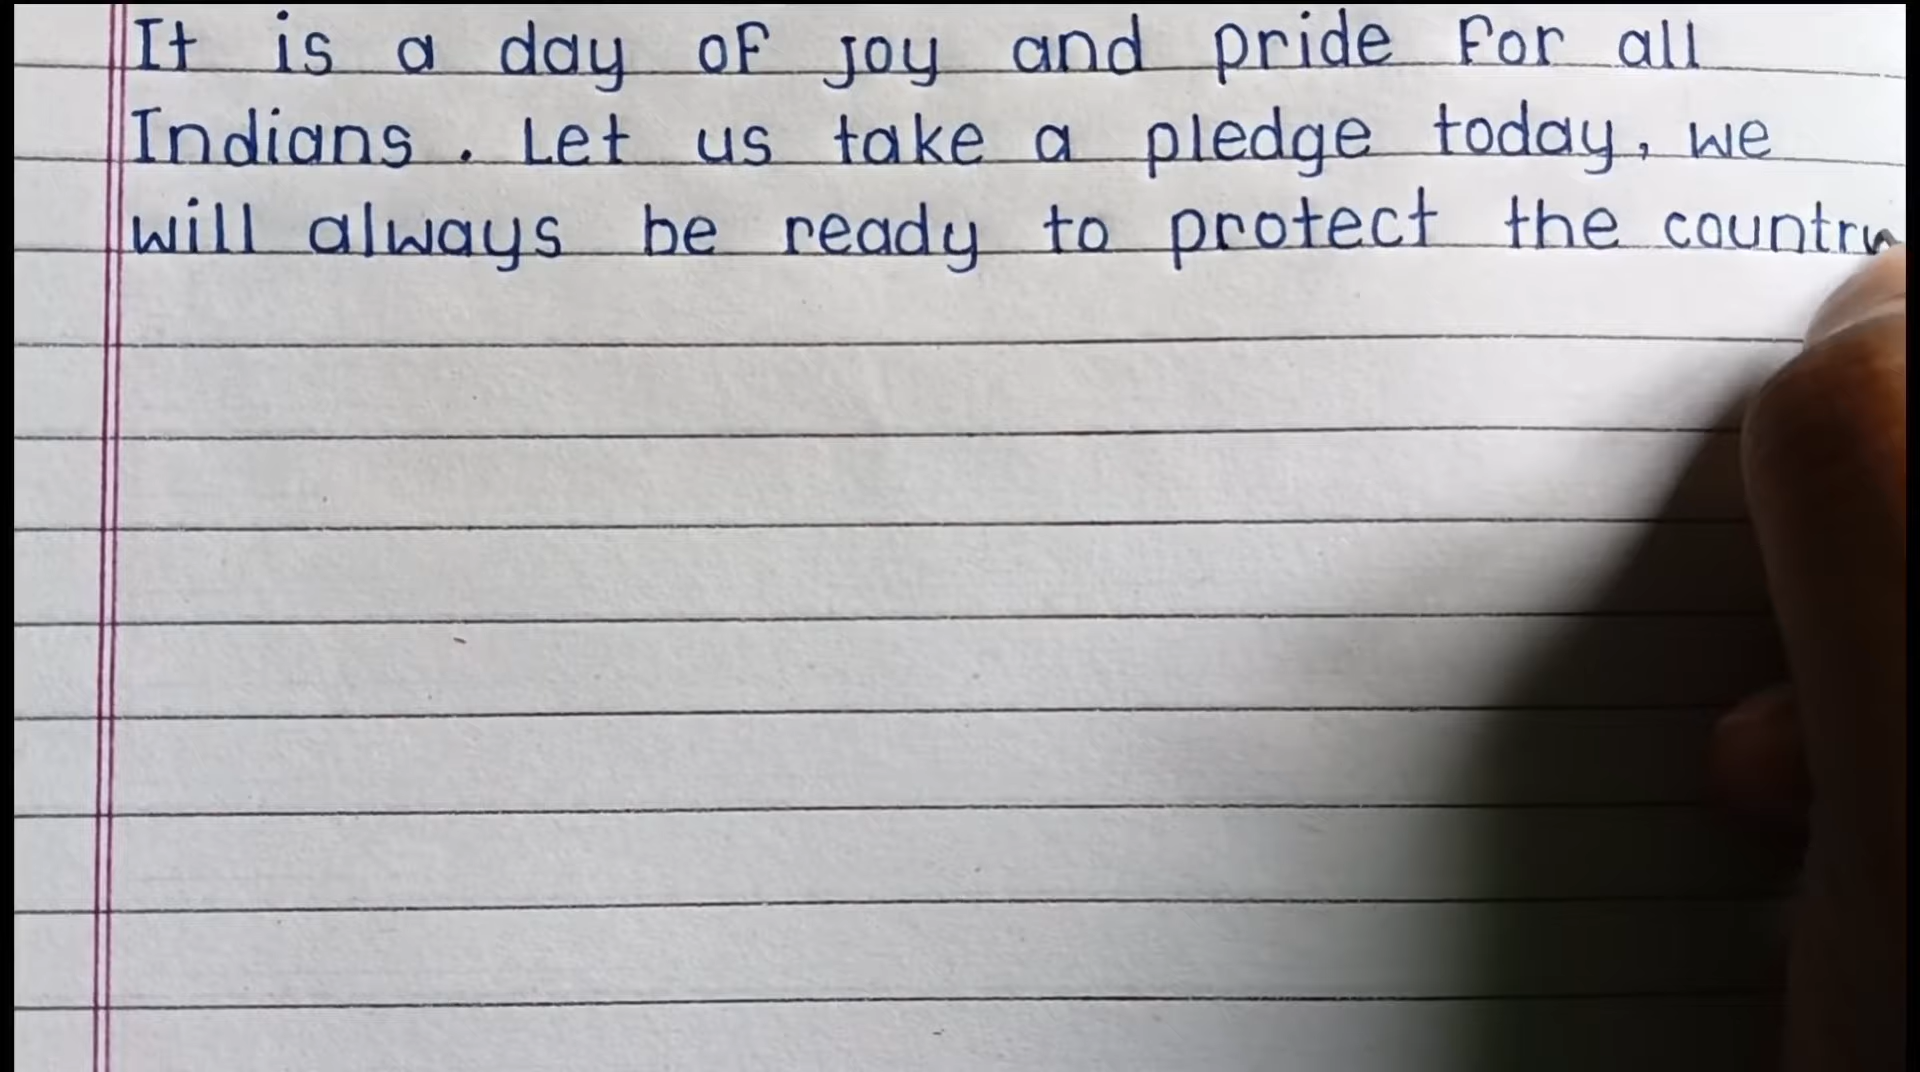 It is a day of joy and pride for all
Indians. Let us take a pledge today, we
will always be ready to protect the country